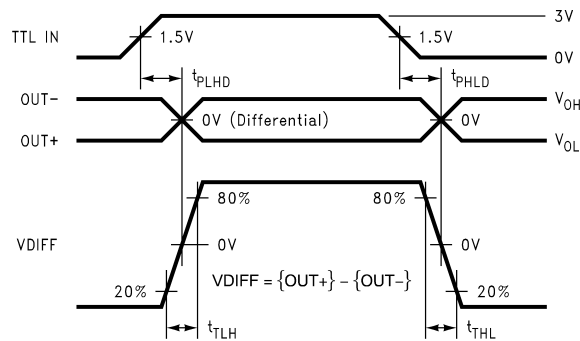 3V
TTL IN
1.5V
1.5V
0V
tPLHD
tPHLD
OUT-
VOH
0V (Differential)
0V
OUT+
VOL
80%
80%
VDIFF
0V
0V
20%
VDIFF = {OUT+} - {OUT-}
20%
tTLH
tTHL